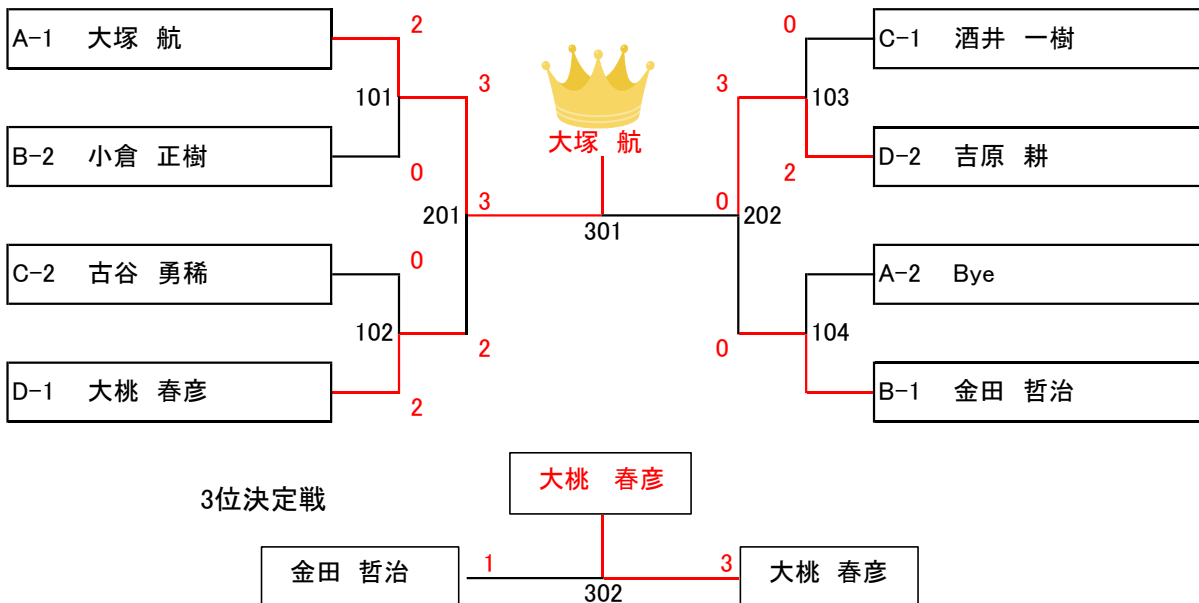 2
0
A-1 大塚 航
C-1 酒井 一樹
3
3
101
103
大塚 航
B-2 小倉 正樹
D-2 吉原 耕
0
2
3
0
201
202
301
0
C-2 古谷 勇稀
A-2 Bye
102
104
2
0
D-1 大桃 春彦
B-1 金田 哲治
2
大桃 春彦
3位決定戦
1
3
金田 哲治
大桃 春彦
302